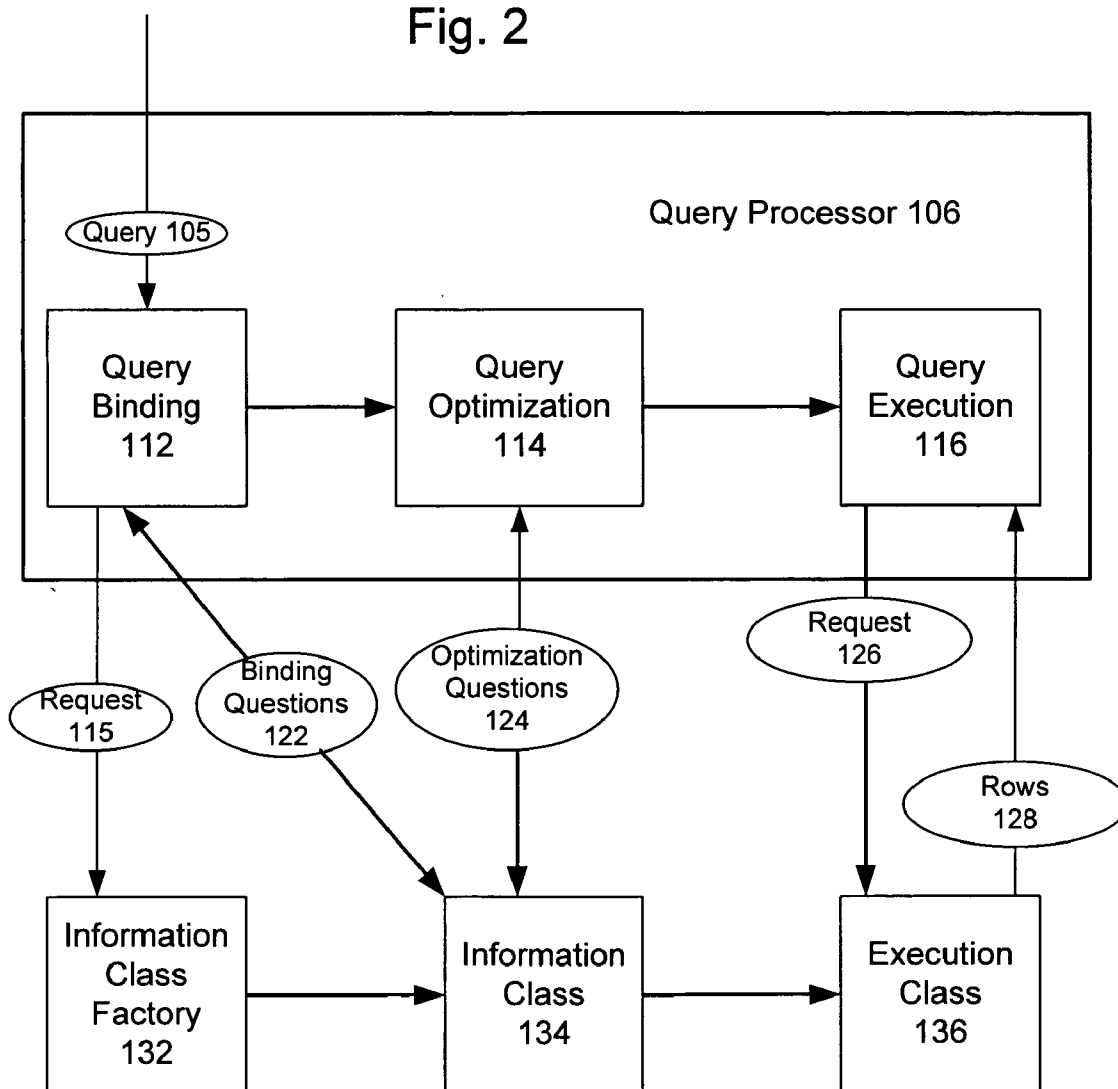 Fig. 2
Query Processor 106
Query 105
Query
Binding
112
Query
Optimization
114
Query
Execution
116
Request
115
Binding
Questions
122
Optimization
Questions
124
Request
126
Rows
128
Information
Class
Factory
132
Information
Class
134
Execution
Class
136